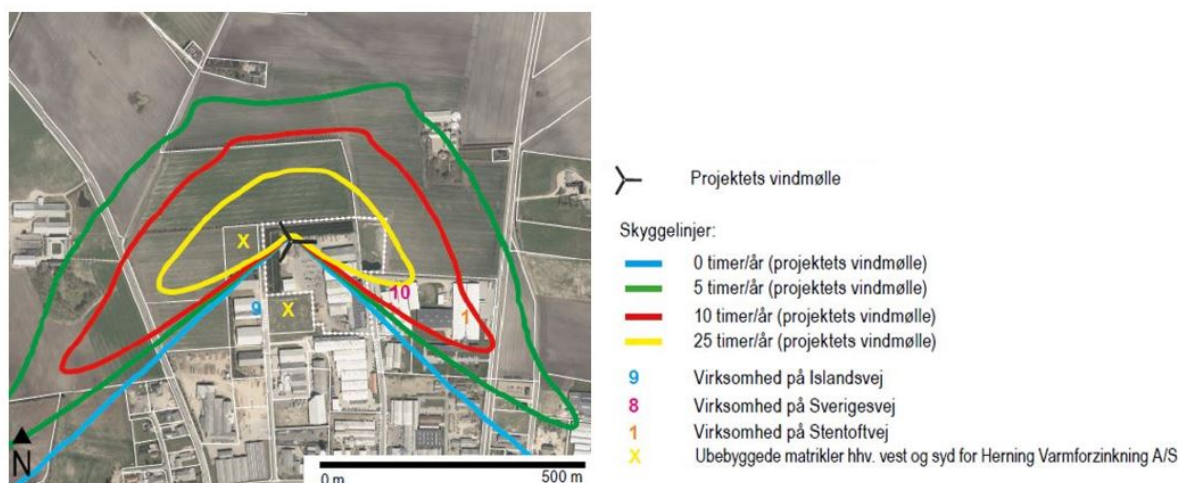 X
10
9
X
1
N
0 m
500 m
Projektets vindmølle
Skyggelinjer:
0 timer/år (projektets vindmølle)
5 timer/år (projektets vindmølle)
10 timer/år (projektets vindmølle)
25 timer/år (projektets vindmølle)
9 Virksomhed på Islandsvej
8 Virksomhed på Sverigesvej
1 Virksomhed på Stentoftvej
X Ubebyggede matrikler hhv. vest og syd for Herning Varmforzinkning A/S